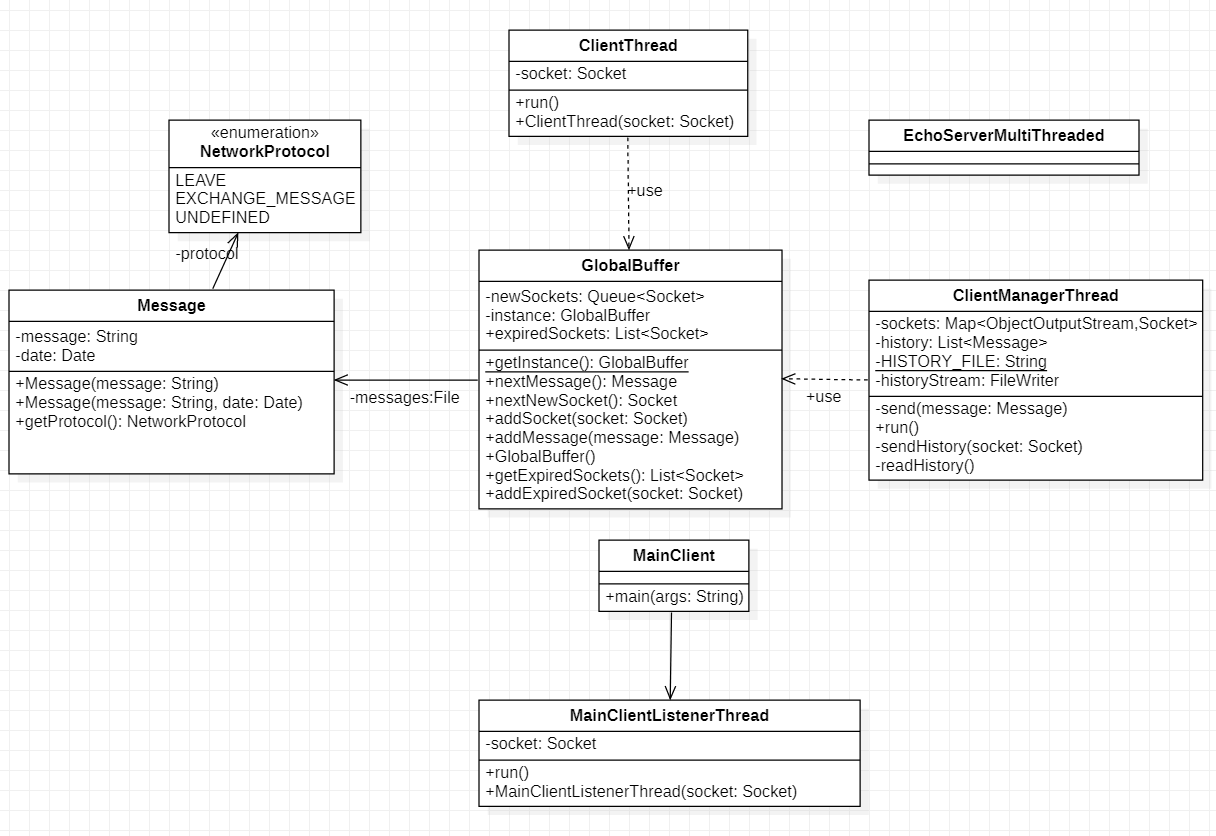 ClientThread
-socket: Socket
+run()
+ClientThread(socket: Socket)
«enumeration»
NetworkProtocol
LEAVE
EXCHANGE_MESSAGE
UNDEFINED
EchoServerMultiThreaded
+use
-protocol
GlobalBuffer
-newSockets: Queue<Socket>
-instance: GlobalBuffer
+expiredSockets: List<Socket>
+getInstance(): GlobalBuffer
+nextMessage(): Message
+nextNewSocket(): Socket
+addSocket(socket: Socket)
+addMessage(message: Message)
+GlobalBuffer()
+getExpiredSockets(): List<Socket>
+addExpiredSocket(socket: Socket)
Message
-message: String
-date: Date
+Message(message: String)
+Message(message: String, date: Date)
+getProtocol(): NetworkProtocol
-messages:File
ClientManagerThread
-sockets: Map<ObjectOutputStream,Socket>
-history: List<Message>
-HISTORY_FILE: String
-historyStream: FileWriter
-send(message: Message)
+run()
-sendHistory(socket: Socket)
-readHistory()
+use
MainClient
+main(args: String)
MainClientListenerThread
-socket: Socket
+run()
+MainClientListenerThread(socket: Socket)